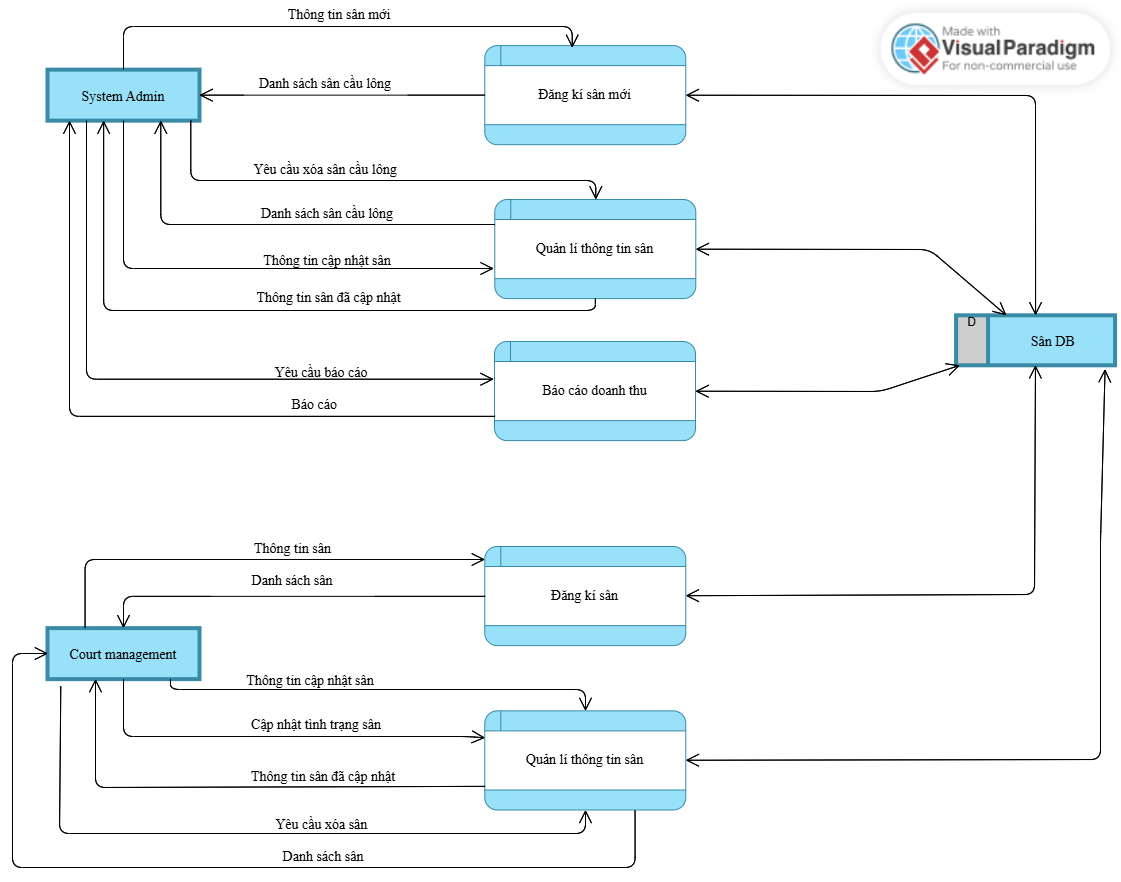 Thông tin sân mới
Made with
VisualParadigm
For non-commercial use
System Admin
Danh sách sân cầu lông
Đăng kí sân mới
Yêu cầu xóa sân cầu lông
Danh sách sân cầu lông
Quản lí thông tin sân
Thông tin cập nhật sân
Thông tin sân đã cập nhật
D
Sân DB
Yêu cầu báo cáo
Báo cáo doanh thu
Báo cáo
Thông tin sân
Danh sách sân
Đăng kí sân
Court management
Thông tin cập nhật sân
Cập nhật tình trạng sân
Quản lí thông tin sân
Thông tin sân đã cập nhật
Yêu cầu xóa sân
Danh sách sân